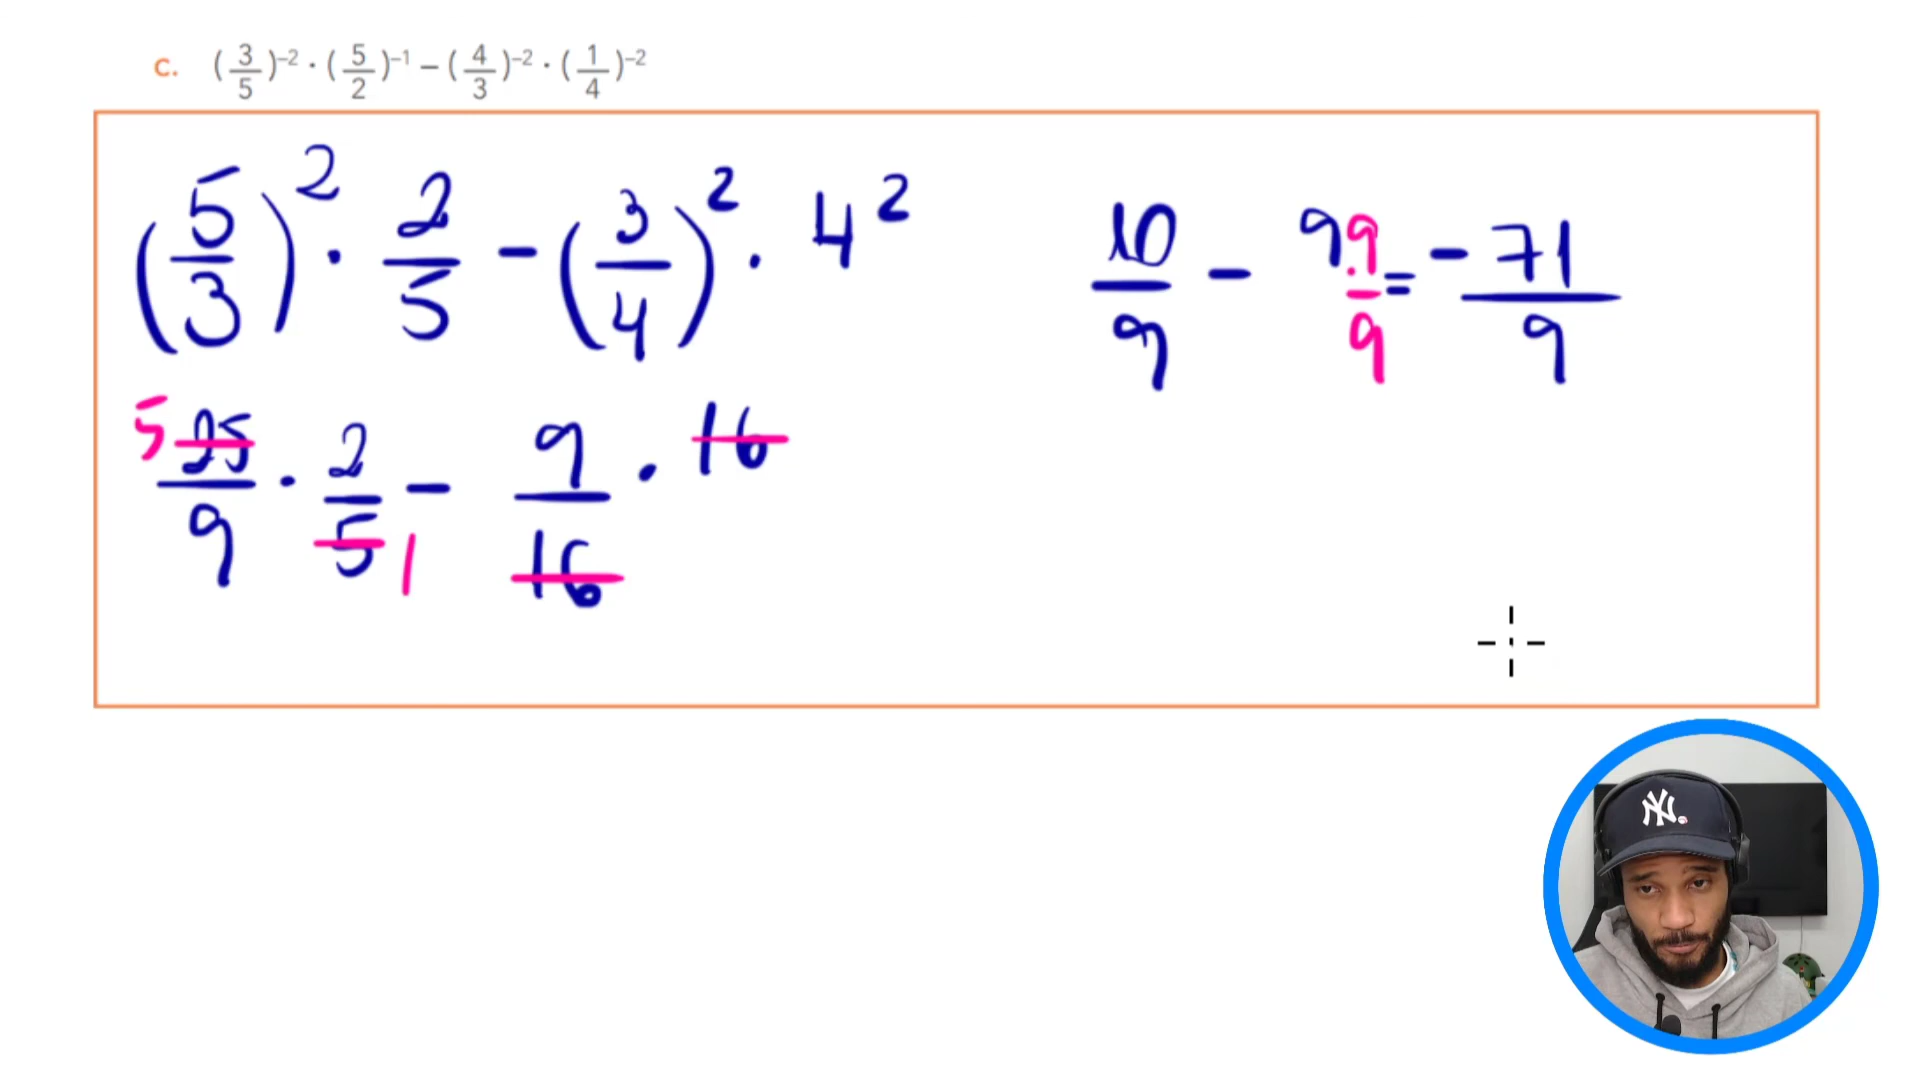 c. (3/5)⁻² · (5/2)⁻¹ – (4/3)⁻² · (1/4)⁻²
(5/3)² · 2/5 – (3/4)² · 4²
10/9 – 9 · 9/9 = –71/9
5 25/9 · 2/5 1 – 9/16 · 16
NY